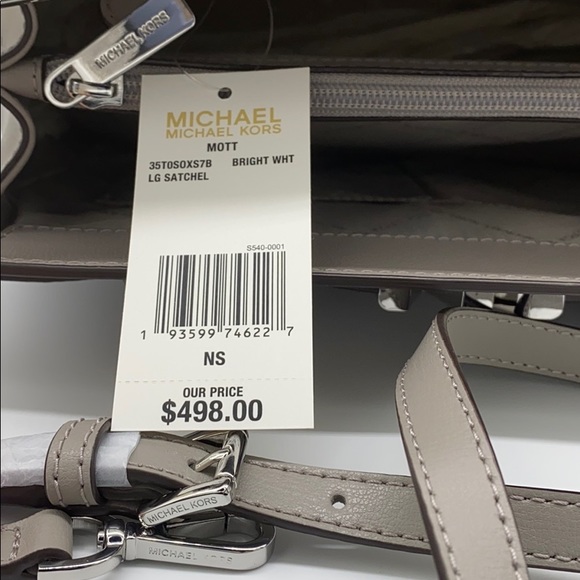 MICHAEL KORS
MICHAEL
MICHAEL KORS
MOTT
35T0SOXS7B BRIGHT WHT
LG SATCHEL
S540-0001
1 93599 74622 7
NS
OUR PRICE
$498.00
MICHAEL KORS
MICHAEL KORS